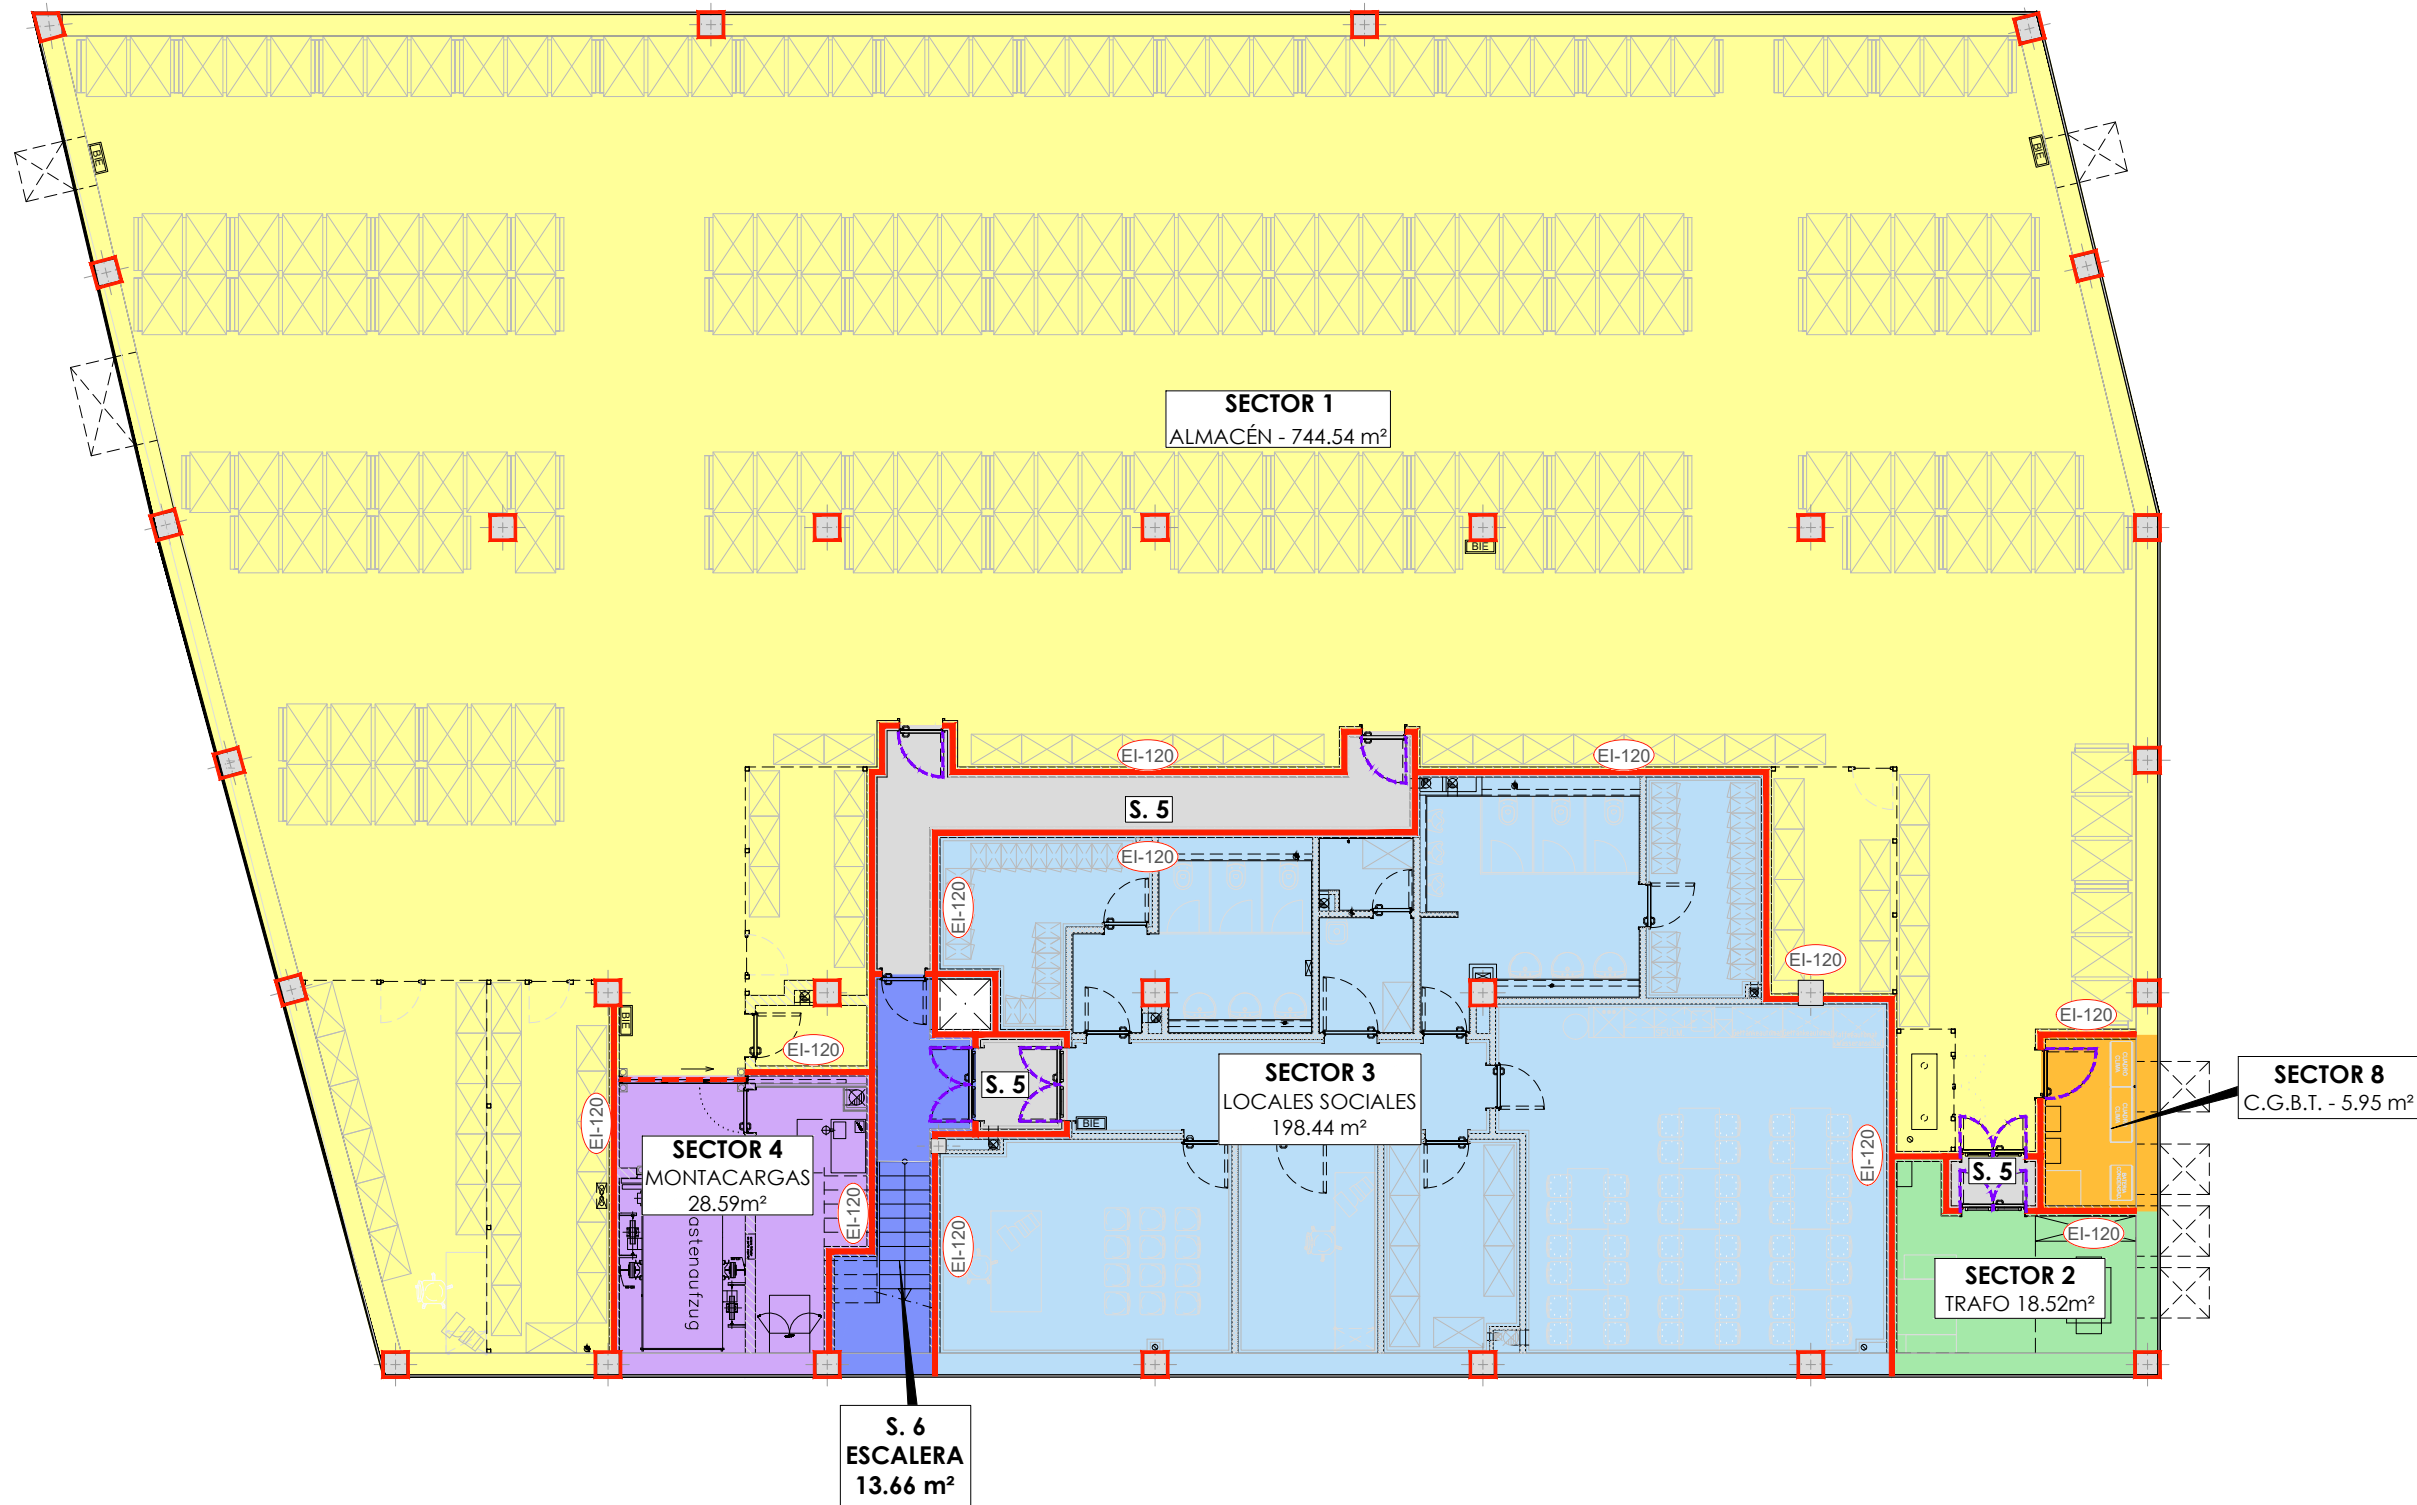 BIE
BIE
SECTOR 1
ALMACÉN - 744.54 m²
BIE
EI-120
EI-120
S. 5
EI-120
EI-120
EI-120
BIE
EI-120
EI-120
S. 5
SECTOR 3
LOCALES SOCIALES
198.44 m²
SECTOR 8
C.G.B.T. - 5.95 m²
BIE
EI-120
EI-120
SECTOR 4
MONTACARGAS
28.59m²
S. 5
EI-120
astenaufzug
EI-120
EI-120
SECTOR 2
TRAFO 18.52m²
S. 6
ESCALERA
13.66 m²